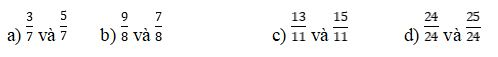 a) 3/7 và 5/7 b) 9/8 và 7/8 c) 13/11 và 15/11 d) 24/24 và 25/24